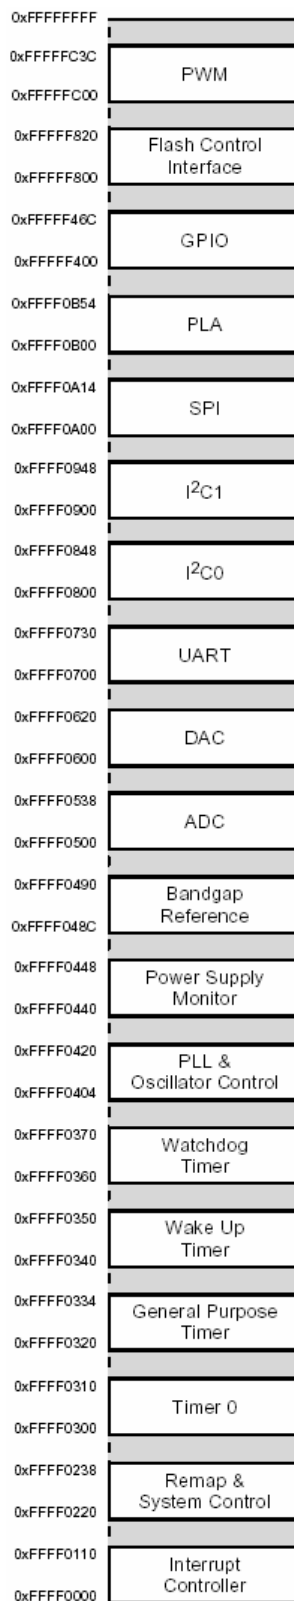 0xFFFFFFFF
0xFFFFFC3C
PWM
0xFFFFFC00
0xFFFFF820
Flash Control
Interface
0xFFFFF800
0xFFFFF46C
GPIO
0xFFFFF400
0xFFFF0B54
PLA
0xFFFF0B00
0xFFFF0A14
SPI
0xFFFF0A00
0xFFFF0948
I²C1
0xFFFF0900
0xFFFF0848
I²C0
0xFFFF0800
0xFFFF0730
UART
0xFFFF0700
0xFFFF0620
DAC
0xFFFF0600
0xFFFF0538
ADC
0xFFFF0500
0xFFFF0490
Bandgap
Reference
0xFFFF048C
0xFFFF0448
Power Supply
Monitor
0xFFFF0440
0xFFFF0420
PLL &
Oscillator Control
0xFFFF0404
0xFFFF0370
Watchdog
Timer
0xFFFF0360
0xFFFF0350
Wake Up
Timer
0xFFFF0340
0xFFFF0334
General Purpose
Timer
0xFFFF0320
0xFFFF0310
Timer 0
0xFFFF0300
0xFFFF0238
Remap &
System Control
0xFFFF0220
0xFFFF0110
Interrupt
Controller
0xFFFF0000